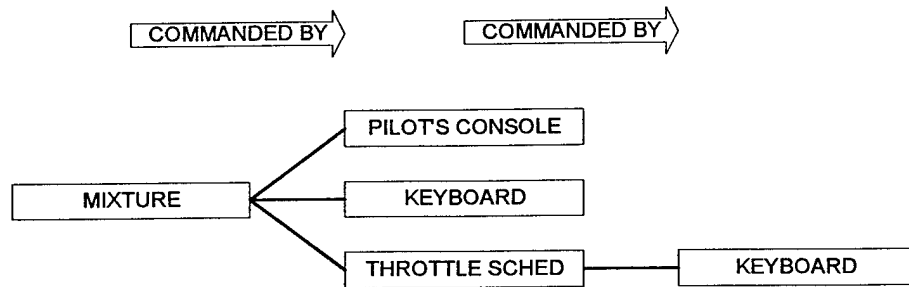 COMMANDED BY COMMANDED BY
PILOT'S CONSOLE
MIXTURE KEYBOARD
THROTTLE SCHED KEYBOARD